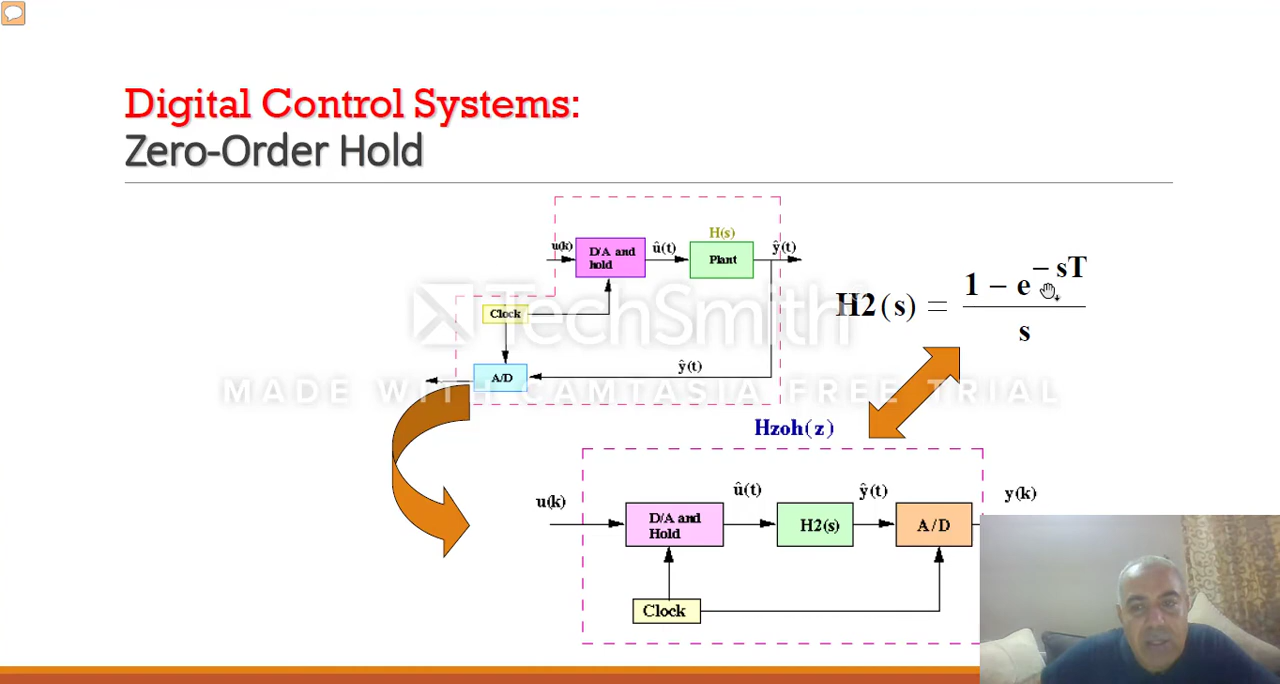 Digital Control Systems:
Zero-Order Hold
H(s)
u(k)
D/A and
hold
û(t)
Plant
ŷ(t)
Clock
A/D
ŷ(t)
H2(s) = 1 − e − sT
s
TechSmith
MADE WITH CAMTASIA FREE TRIAL
Hzoh(z)
u(k)
D/A and
Hold
û(t)
H2(s)
ŷ(t)
A/D
y(k)
Clock